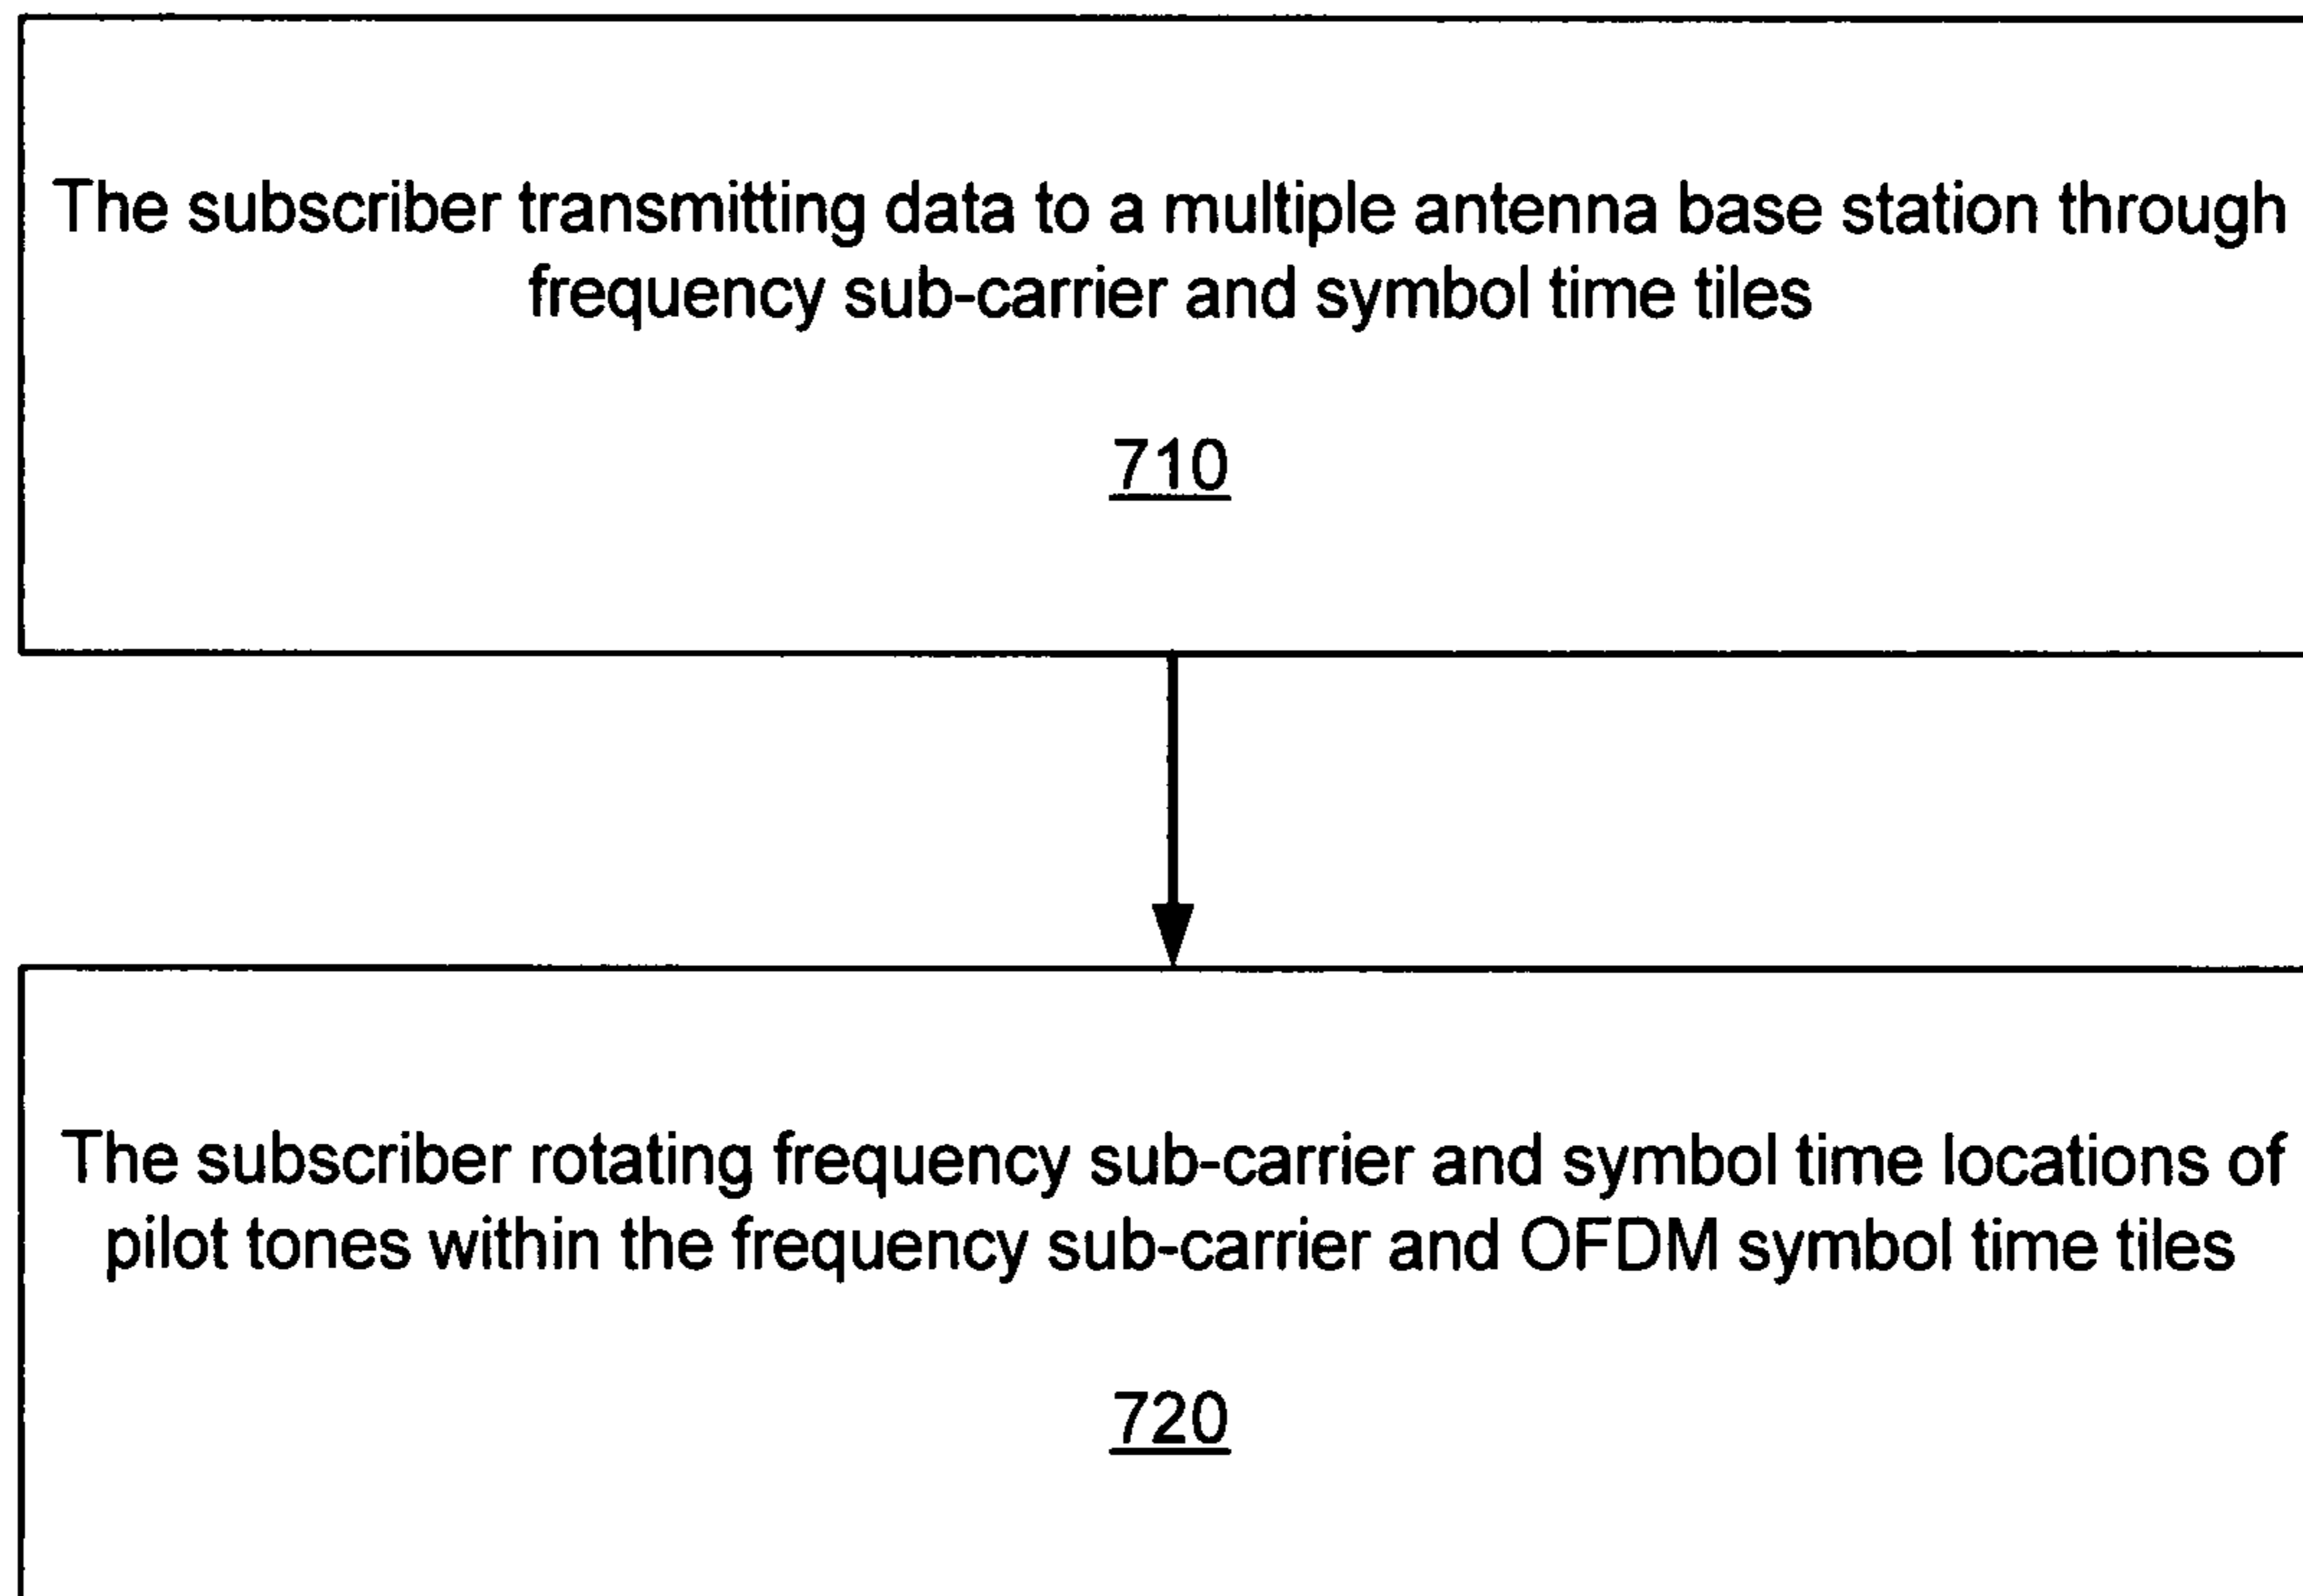 The subscriber transmitting data to a multiple antenna base station through
frequency sub-carrier and symbol time tiles
710
The subscriber rotating frequency sub-carrier and symbol time locations of
pilot tones within the frequency sub-carrier and OFDM symbol time tiles
720